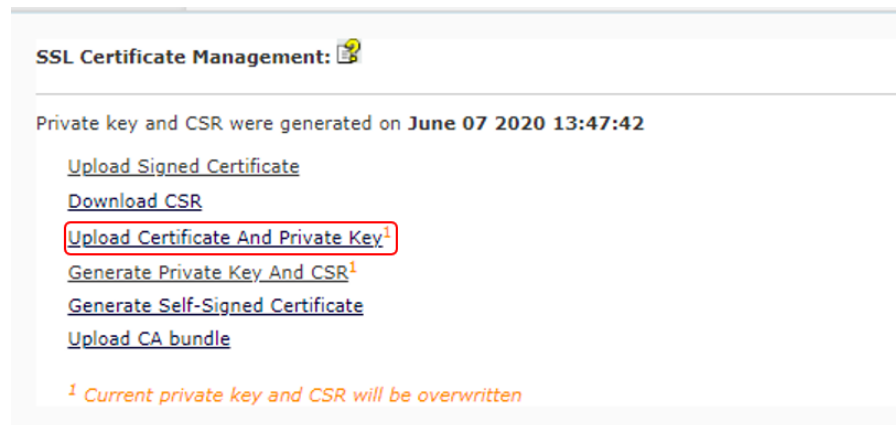 SSL Certificate Management:
Private key and CSR were generated on June 07 2020 13:47:42
Upload Signed Certificate
Download CSR
Upload Certificate And Private Key1
Generate Private Key And CSR1
Generate Self-Signed Certificate
Upload CA bundle
1 Current private key and CSR will be overwritten